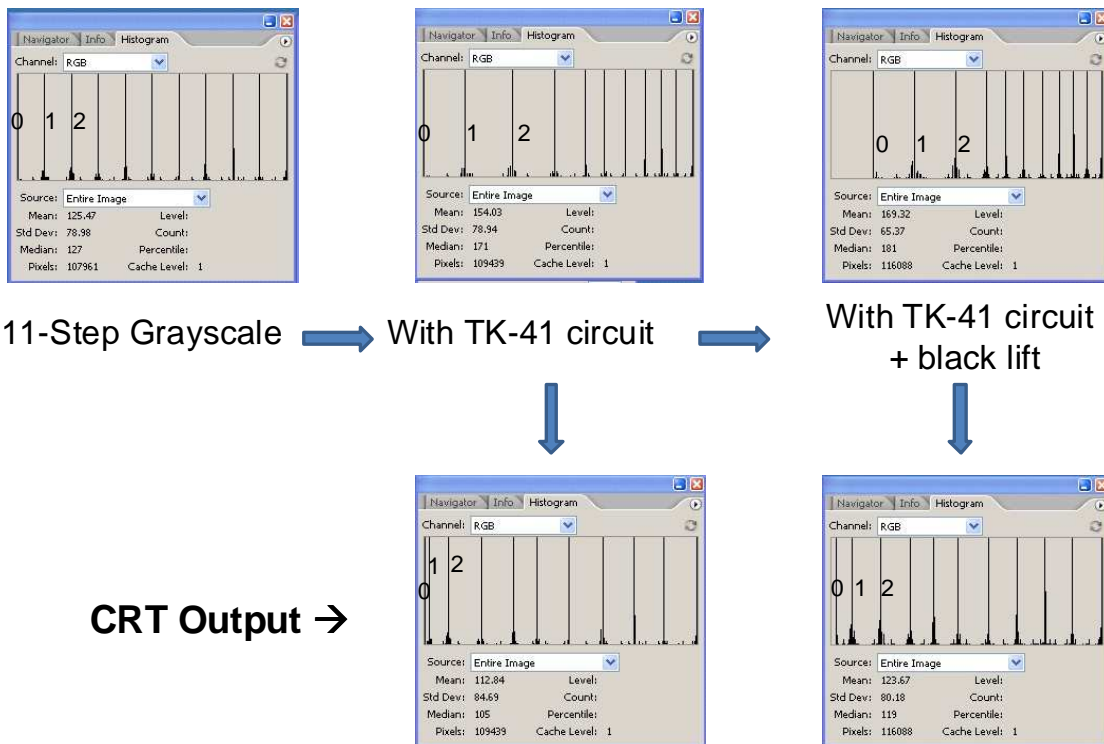 Navigator Info Histogram
Channel: RGB
0 1 2
Source: Entire Image
Mean: 125.47 Level:
Std Dev: 78.98 Count:
Median: 127 Percentile:
Pixels: 107961 Cache Level: 1
Navigator Info Histogram
Channel: RGB
0 1 2
Source: Entire Image
Mean: 154.03 Level:
Std Dev: 78.94 Count:
Median: 171 Percentile:
Pixels: 109439 Cache Level: 1
Navigator Info Histogram
Channel: RGB
0 1 2
Source: Entire Image
Mean: 169.32 Level:
Std Dev: 65.37 Count:
Median: 181 Percentile:
Pixels: 116088 Cache Level: 1
11-Step Grayscale
With TK-41 circuit
With TK-41 circuit
+ black lift
CRT Output →
Navigator Info Histogram
Channel: RGB
1 2
0
Source: Entire Image
Mean: 112.84 Level:
Std Dev: 84.69 Count:
Median: 105 Percentile:
Pixels: 109439 Cache Level: 1
Navigator Info Histogram
Channel: RGB
0 1 2
Source: Entire Image
Mean: 123.67 Level:
Std Dev: 80.18 Count:
Median: 119 Percentile:
Pixels: 116088 Cache Level: 1